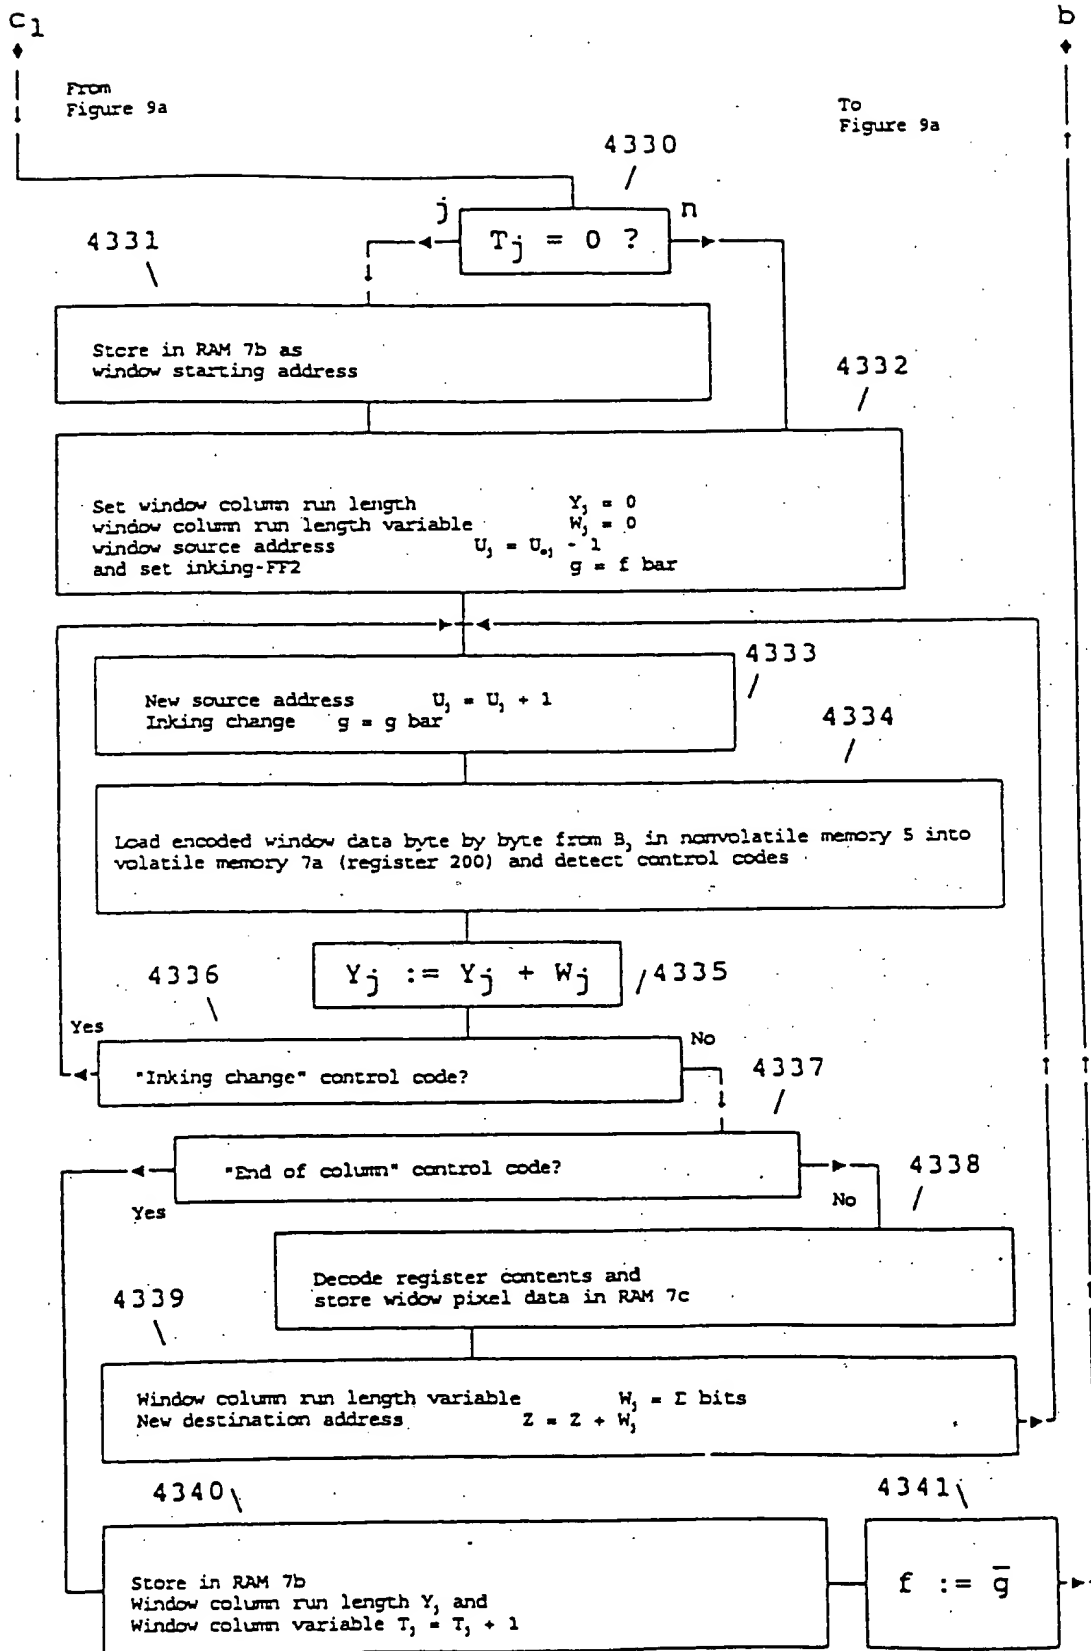 c1
b
From
Figure 9a
To
Figure 9a
4330
j
n
Tj = 0 ?
4331
Store in RAM 7b as
window starting address
4332
Set window column run length Yj = 0
window column run length variable Wj = 0
window source address Uj = Uoj - 1
and set inking-FF2 g = f bar
4333
New source address Uj = Uj + 1
Inking change g = g bar
4334
Load encoded window data byte by byte from Bj in nonvolatile memory 5 into
volatile memory 7a (register 200) and detect control codes
4336
Yj := Yj + Wj
4335
Yes
No
"Inking change" control code?
4337
"End of column" control code?
4338
Yes
No
Decode register contents and
store widow pixel data in RAM 7c
4339
Window column run length variable Wj = Σ bits
New destination address Z = Z + Wj
4340
4341
Store in RAM 7b
Window column run length Yj and
Window column variable Tj = Tj + 1
f := g̅